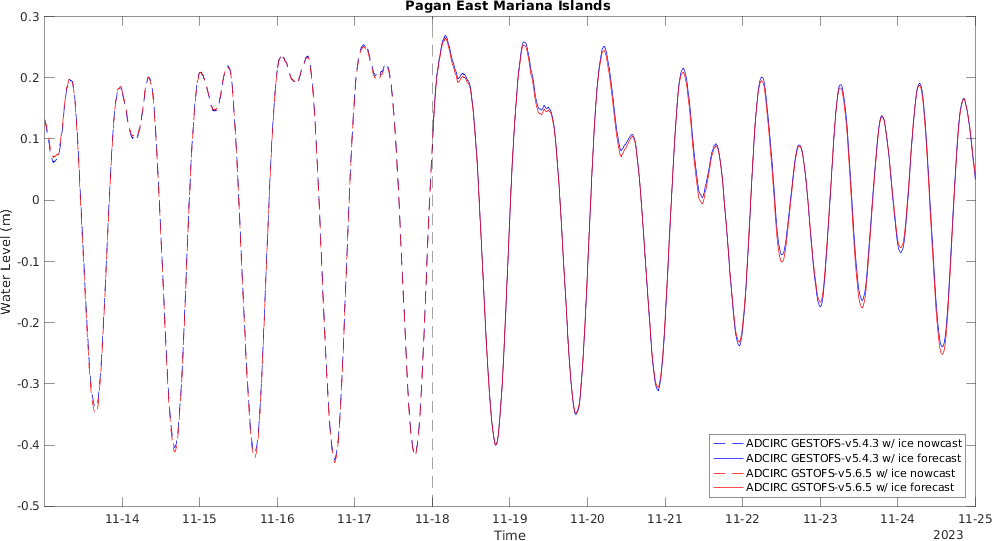 Pagan East Mariana Islands
0.3
0.2
0.1
0
-0.1
-0.2
-0.3
-0.4
-0.5
Water Level (m)
ADCIRC GESTOFS-v5.4.3 w/ ice nowcast
ADCIRC GESTOFS-v5.4.3 w/ ice forecast
ADCIRC GSTOFS-v5.6.5 w/ ice nowcast
ADCIRC GSTOFS-v5.6.5 w/ ice forecast
11-14 11-15 11-16 11-17 11-18 11-19 11-20 11-21 11-22 11-23 11-24 11-25
Time
2023